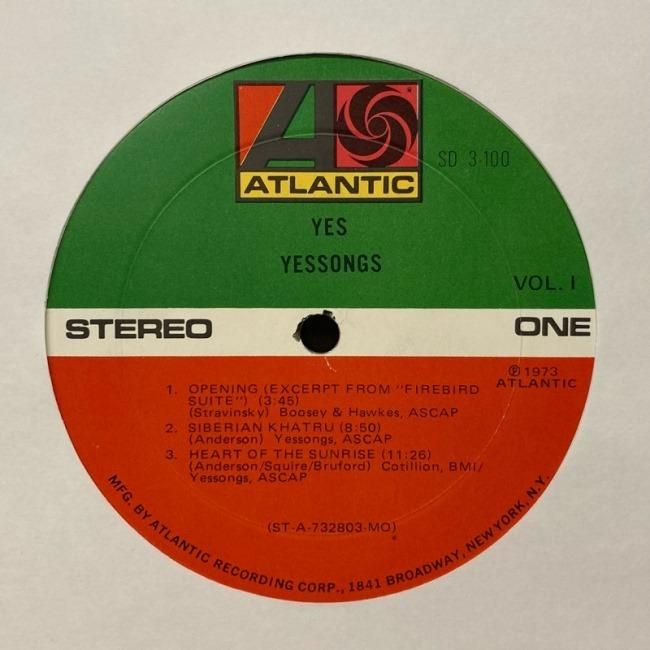 ATLANTIC
SD 3-100
YES
YESSONGS
VOL. I
STEREO
ONE
℗ 1973
ATLANTIC
1. OPENING (EXCERPT FROM "FIREBIRD
SUITE") (3:45)
(Stravinsky) Boosey & Hawkes, ASCAP
2. SIBERIAN KHATRU (8:50)
(Anderson) Yessongs, ASCAP
3. HEART OF THE SUNRISE (11:26)
(Anderson/Squire/Bruford) Cotillion, BMI/
Yessongs, ASCAP
(ST-A-732803-MO)
MFG. BY ATLANTIC RECORDING CORP., 1841 BROADWAY, NEW YORK, N.Y.